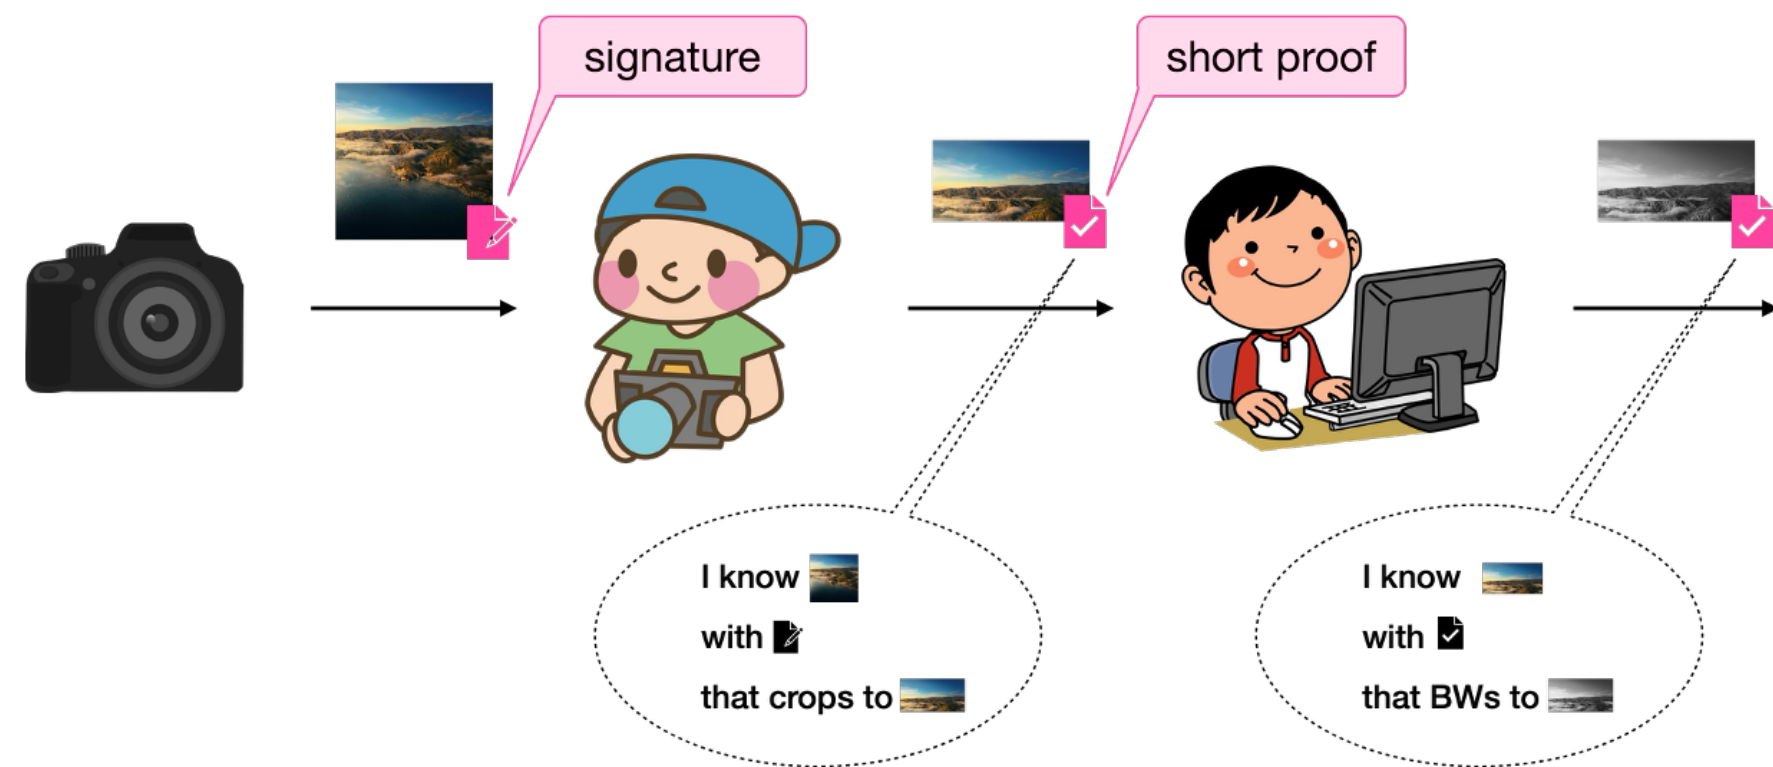 signature
short proof
I know
with
that crops to
I know
with
that BWs to